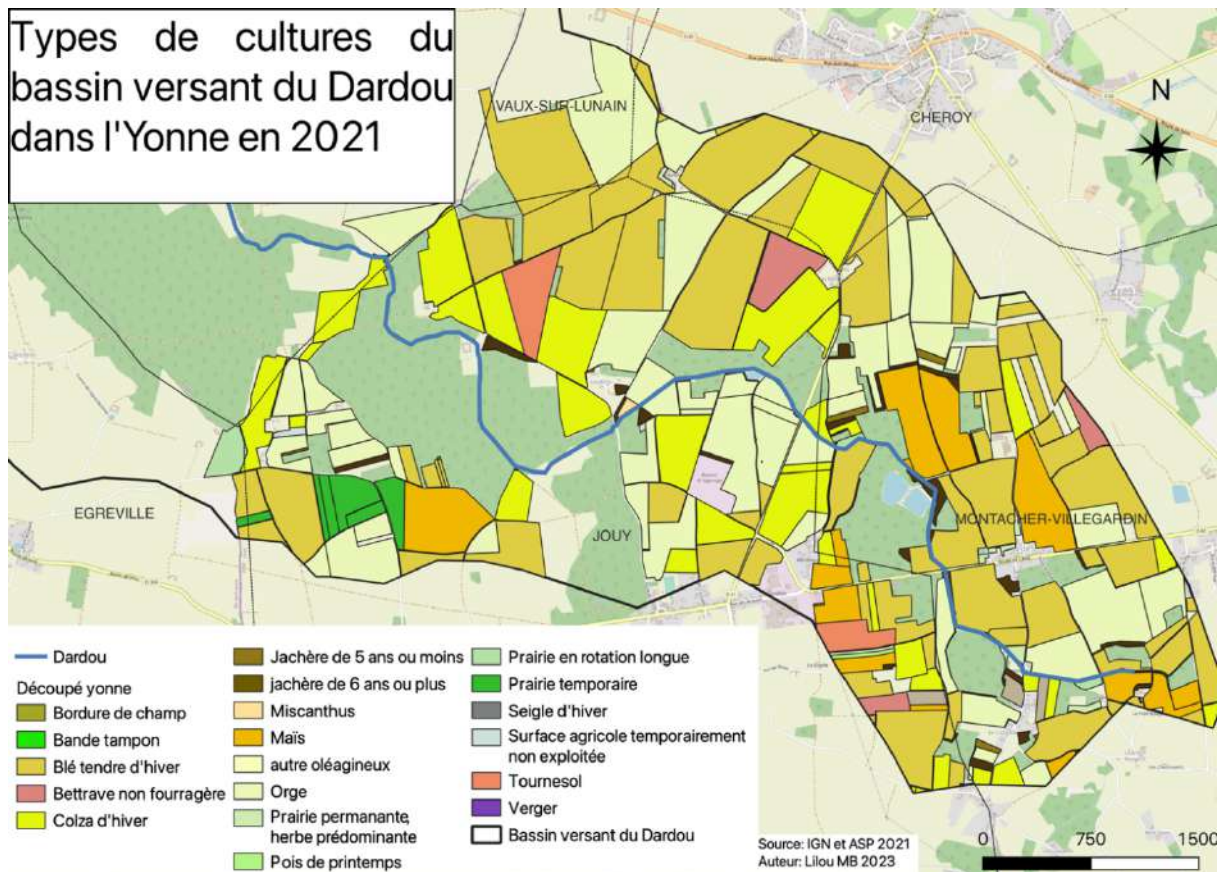 Types de cultures du
bassin versant du Dardou
dans l'Yonne en 2021
VAUX-SUR-LUNAIN
CHEROY
N
EGREVILLE
JOUY
MONTACHER-VILLEGARDIN
Dardou
Découpé yonne
Bordure de champ
Bande tampon
Blé tendre d'hiver
Bettrave non fourragère
Colza d'hiver
Jachère de 5 ans ou moins
jachère de 6 ans ou plus
Miscanthus
Maïs
autre oléagineux
Orge
Prairie permanante,
herbe prédominante
Pois de printemps
Prairie en rotation longue
Prairie temporaire
Seigle d'hiver
Surface agricole temporairement
non exploitée
Tournesol
Verger
Bassin versant du Dardou
Source: IGN et ASP 2021
Auteur: Lilou MB 2023
0 750 1500